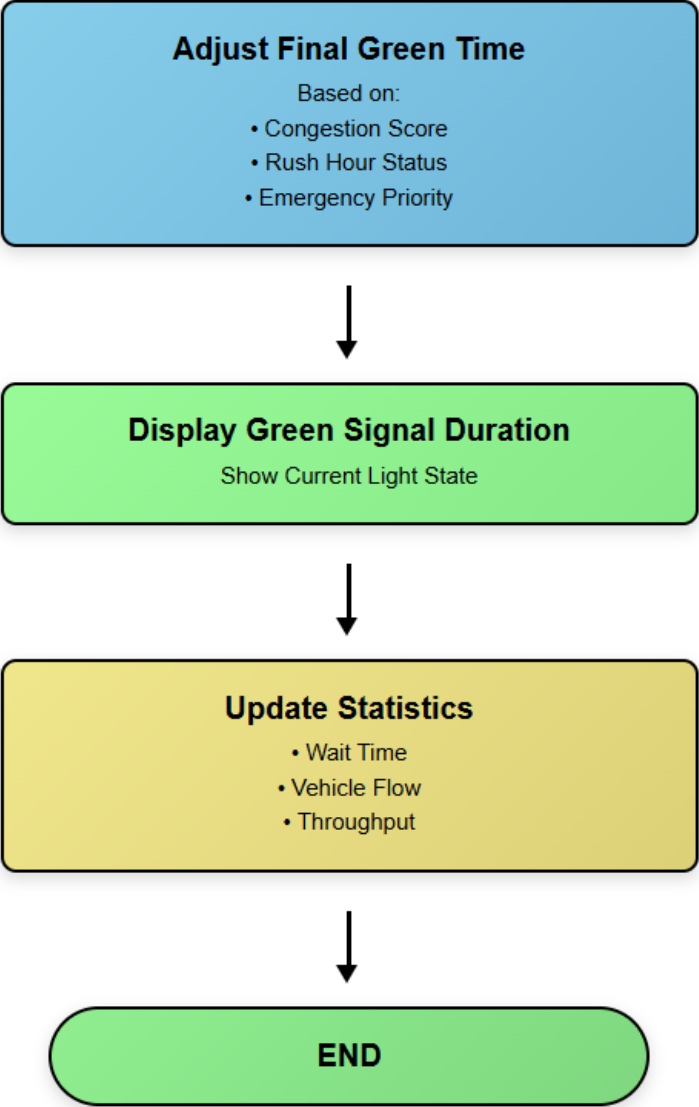 Adjust Final Green Time
Based on:
• Congestion Score
• Rush Hour Status
• Emergency Priority
Display Green Signal Duration
Show Current Light State
Update Statistics
• Wait Time
• Vehicle Flow
• Throughput
END